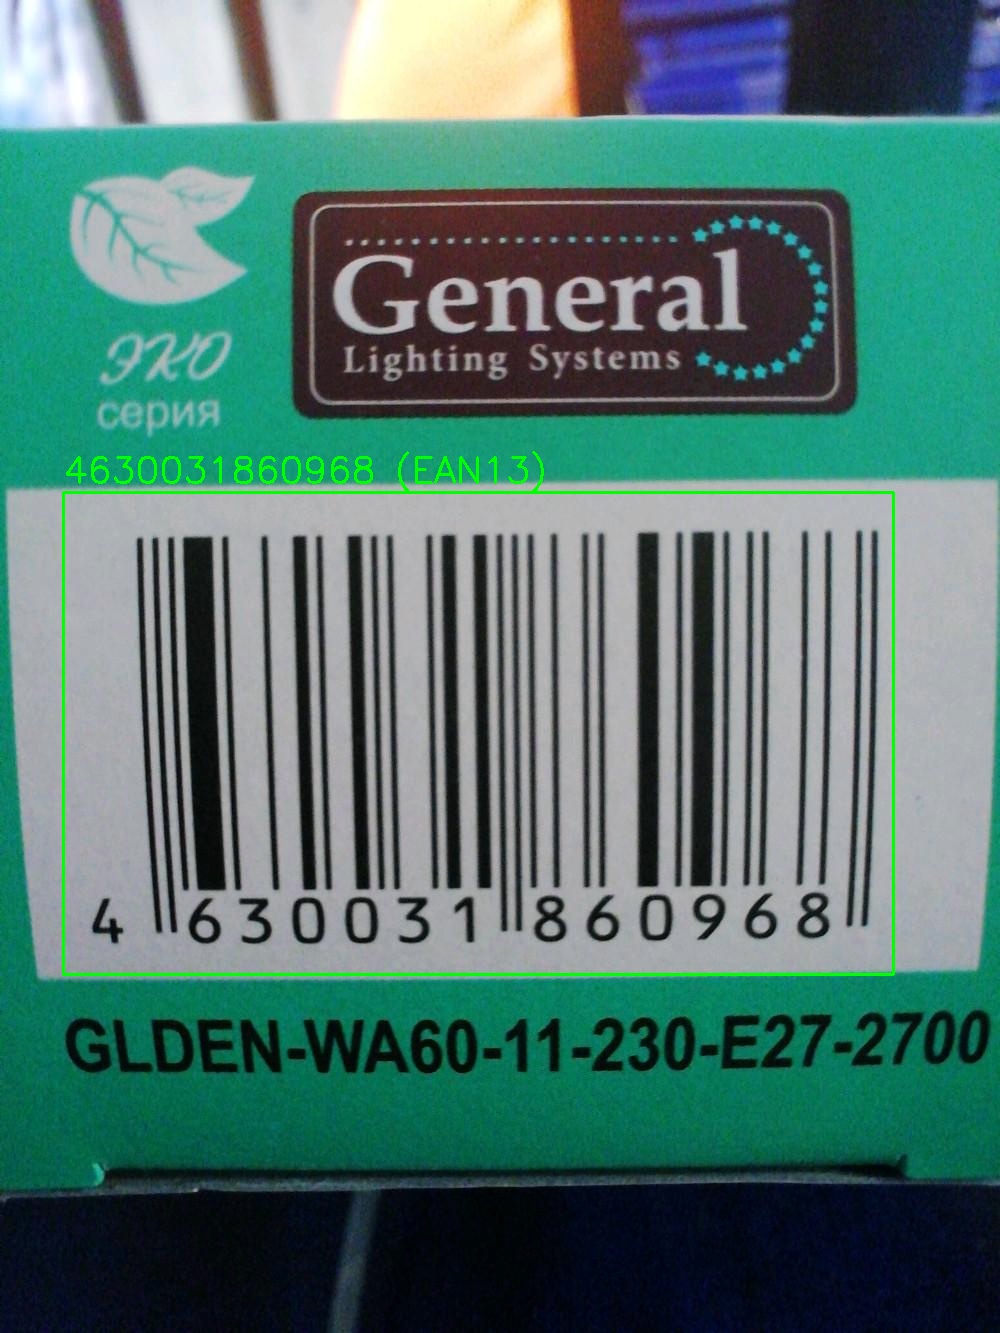 ЭКО
серия
General
Lighting Systems
4630031860968 (EAN13)
4 630031 860968
GLDEN-WA60-11-230-E27-2700